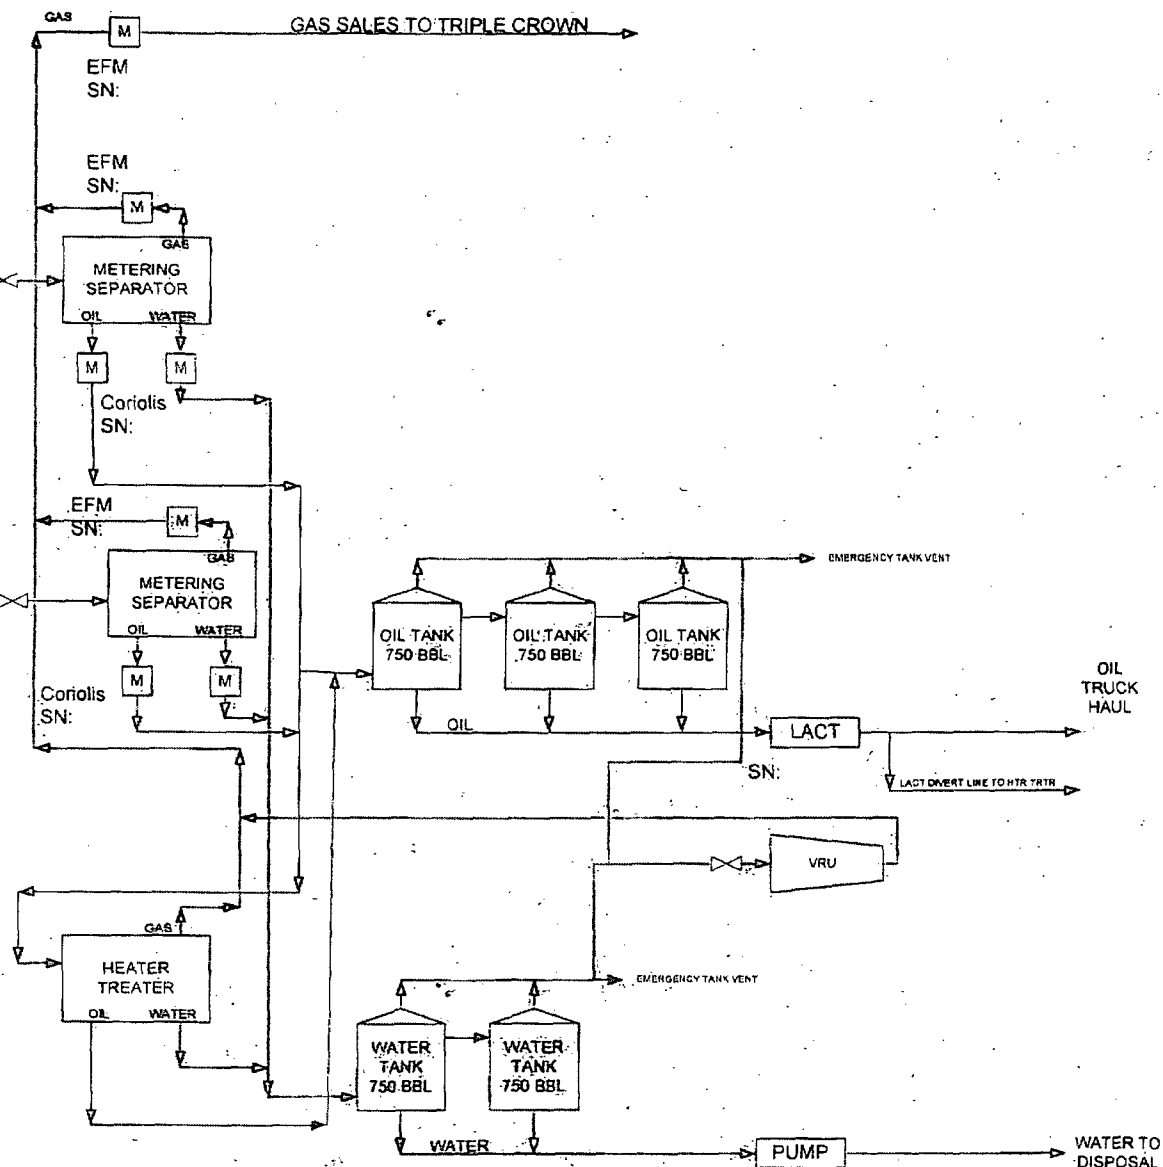 GAS
M
GAS SALES TO TRIPLE CROWN
EFM
SN:
EFM
SN:
M
GAS
METERING
SEPARATOR
OIL
WATER
M
M
Coriolis
SN:
EFM
SN:
M
GAS
METERING
SEPARATOR
OIL
WATER
M
M
Coriolis
SN:
EMERGENCY TANK VENT
OIL TANK
750 BBL
OIL TANK
750 BBL
OIL TANK
750 BBL
OIL
LACT
SN:
OIL
TRUCK
HAUL
LACT DIVERT LINE TO HTR TRTR
VRU
GAS
HEATER
TREATER
OIL
WATER
EMERGENCY TANK VENT
WATER
TANK
750 BBL
WATER
TANK
750 BBL
WATER
PUMP
WATER TO
DISPOSAL